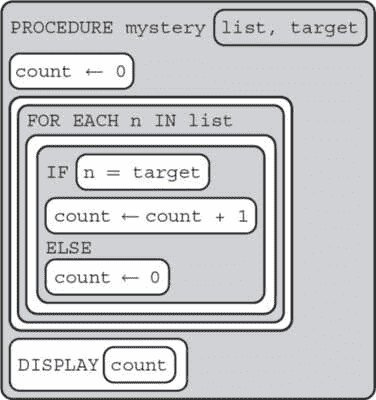 PROCEDURE mystery list, target
count ← 0
FOR EACH n IN list
IF n = target
count ← count + 1
ELSE
count ← 0
DISPLAY count